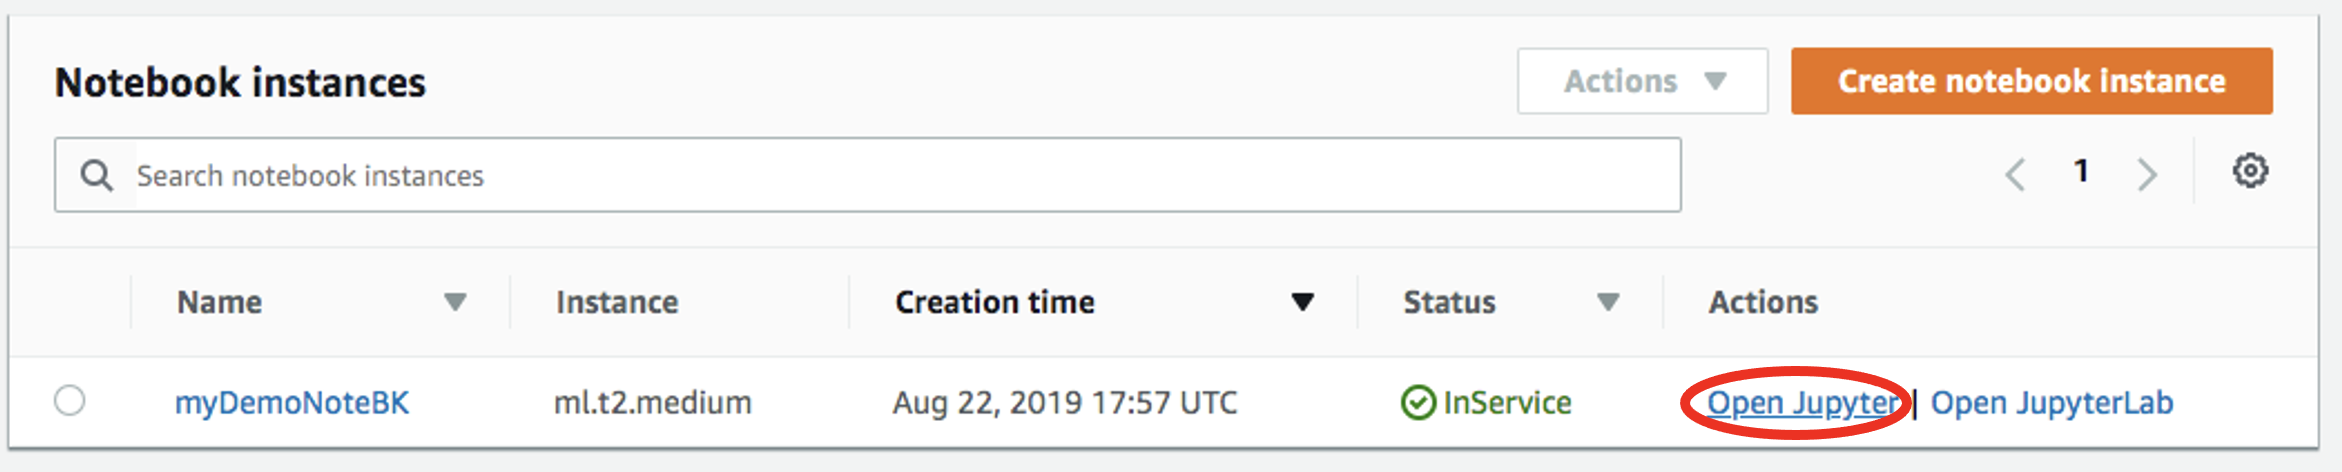 Notebook instances
Actions
Create notebook instance
Search notebook instances
1
Name Instance Creation time Status Actions
myDemoNoteBK ml.t2.medium Aug 22, 2019 17:57 UTC InService Open Jupyter | Open JupyterLab